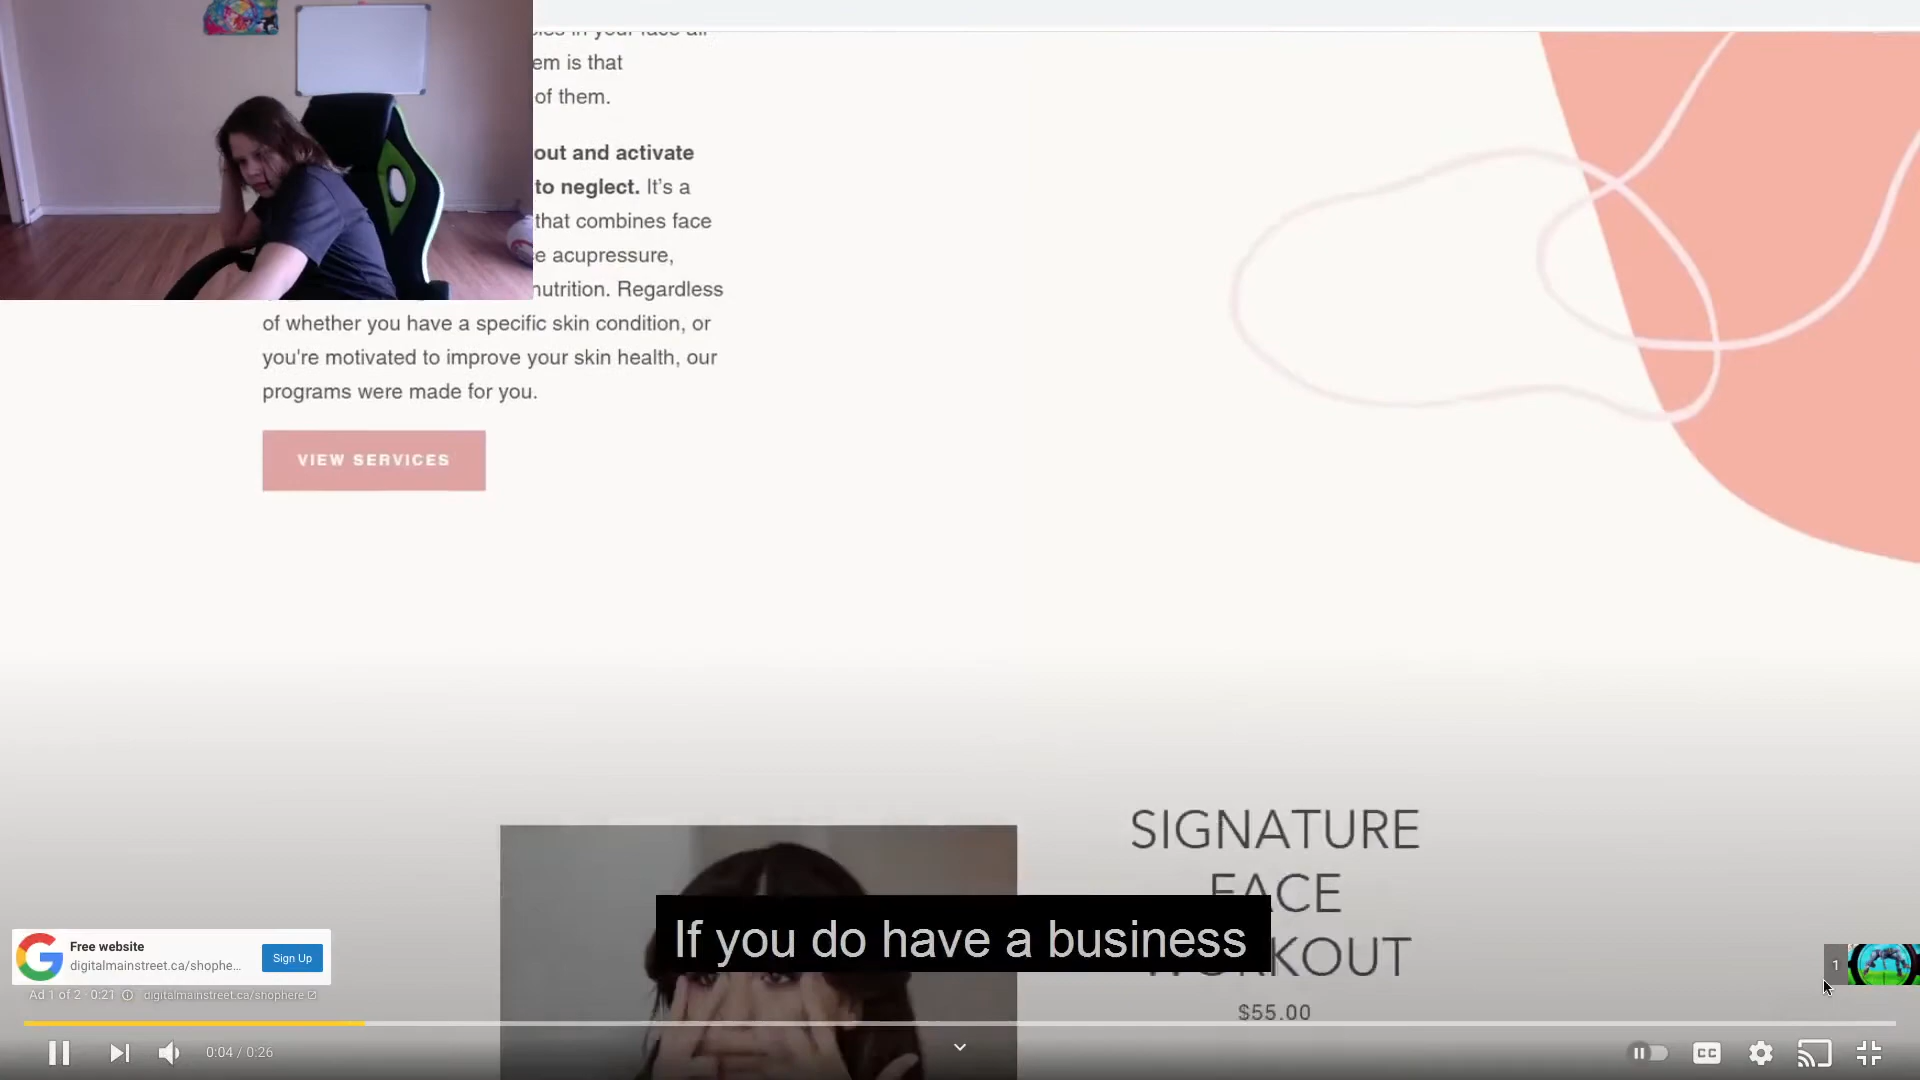 em is that
of them.
out and activate
to neglect. It's a
that combines face
e acupressure,
nutrition. Regardless
of whether you have a specific skin condition, or
you're motivated to improve your skin health, our
programs were made for you.
VIEW SERVICES
SIGNATURE
FACE
WORKOUT
$55.00
If you do have a business
Free website
digitalmainstreet.ca/shophe...
Sign Up
Ad 1 of 2 · 0:21
digitalmainstreet.ca/shophere
1
0:04 / 0:26
CC